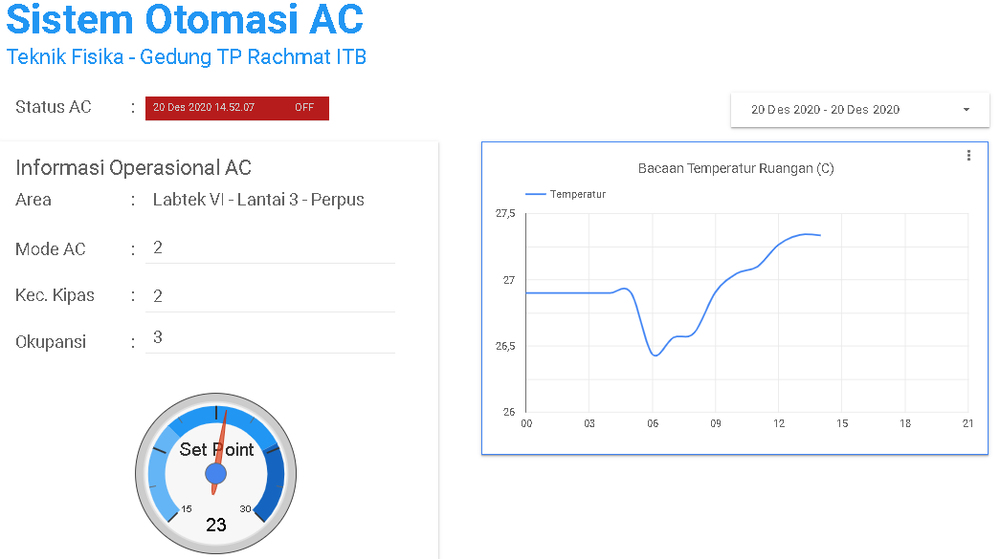 Sistem Otomasi AC
Teknik Fisika - Gedung TP Rachmat ITB
Status AC : 20 Des 2020 14.52.07 OFF
20 Des 2020 - 20 Des 2020
Informasi Operasional AC
Area : Labtek VI - Lantai 3 - Perpus
Mode AC : 2
Kec. Kipas : 2
Okupansi : 3
Set Point
15 30
23
Bacaan Temperatur Ruangan (C)
Temperatur
27,5
27
26,5
26
00 03 06 09 12 15 18 21